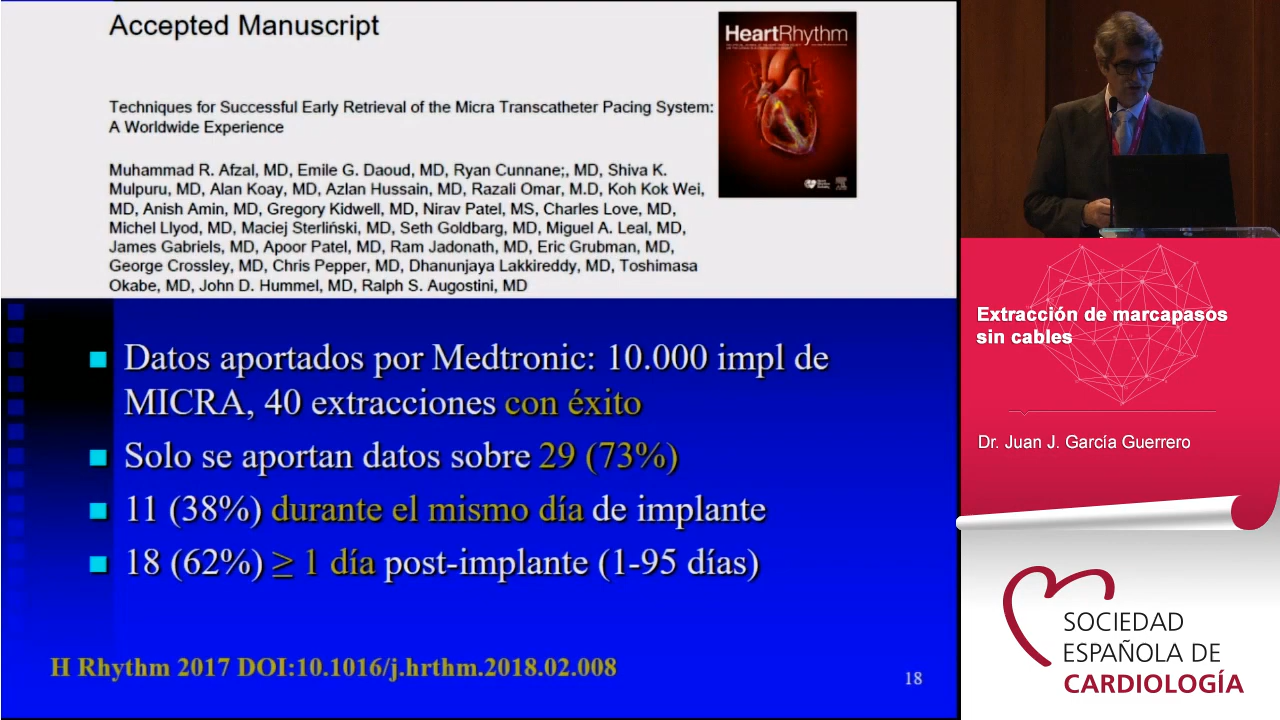 Accepted Manuscript
HeartRhythm
Techniques for Successful Early Retrieval of the Micra Transcatheter Pacing System:
A Worldwide Experience
Muhammad R. Afzal, MD, Emile G. Daoud, MD, Ryan Cunnane;, MD, Shiva K.
Mulpuru, MD, Alan Koay, MD, Azlan Hussain, MD, Razali Omar, M.D, Koh Kok Wei,
MD, Anish Amin, MD, Gregory Kidwell, MD, Nirav Patel, MS, Charles Love, MD,
Michel Llyod, MD, Maciej Sterliński, MD, Seth Goldbarg, MD, Miguel A. Leal, MD,
James Gabriels, MD, Apoor Patel, MD, Ram Jadonath, MD, Eric Grubman, MD,
George Crossley, MD, Chris Pepper, MD, Dhanunjaya Lakkireddy, MD, Toshimasa
Okabe, MD, John D. Hummel, MD, Ralph S. Augostini, MD
Datos aportados por Medtronic: 10.000 impl de
MICRA, 40 extracciones con éxito
Solo se aportan datos sobre 29 (73%)
11 (38%) durante el mismo día de implante
18 (62%) ≥ 1 día post-implante (1-95 días)
H Rhythm 2017 DOI:10.1016/j.hrthm.2018.02.008
18
Extracción de marcapasos
sin cables
Dr. Juan J. García Guerrero
SOCIEDAD
ESPAÑOLA DE
CARDIOLOGÍA